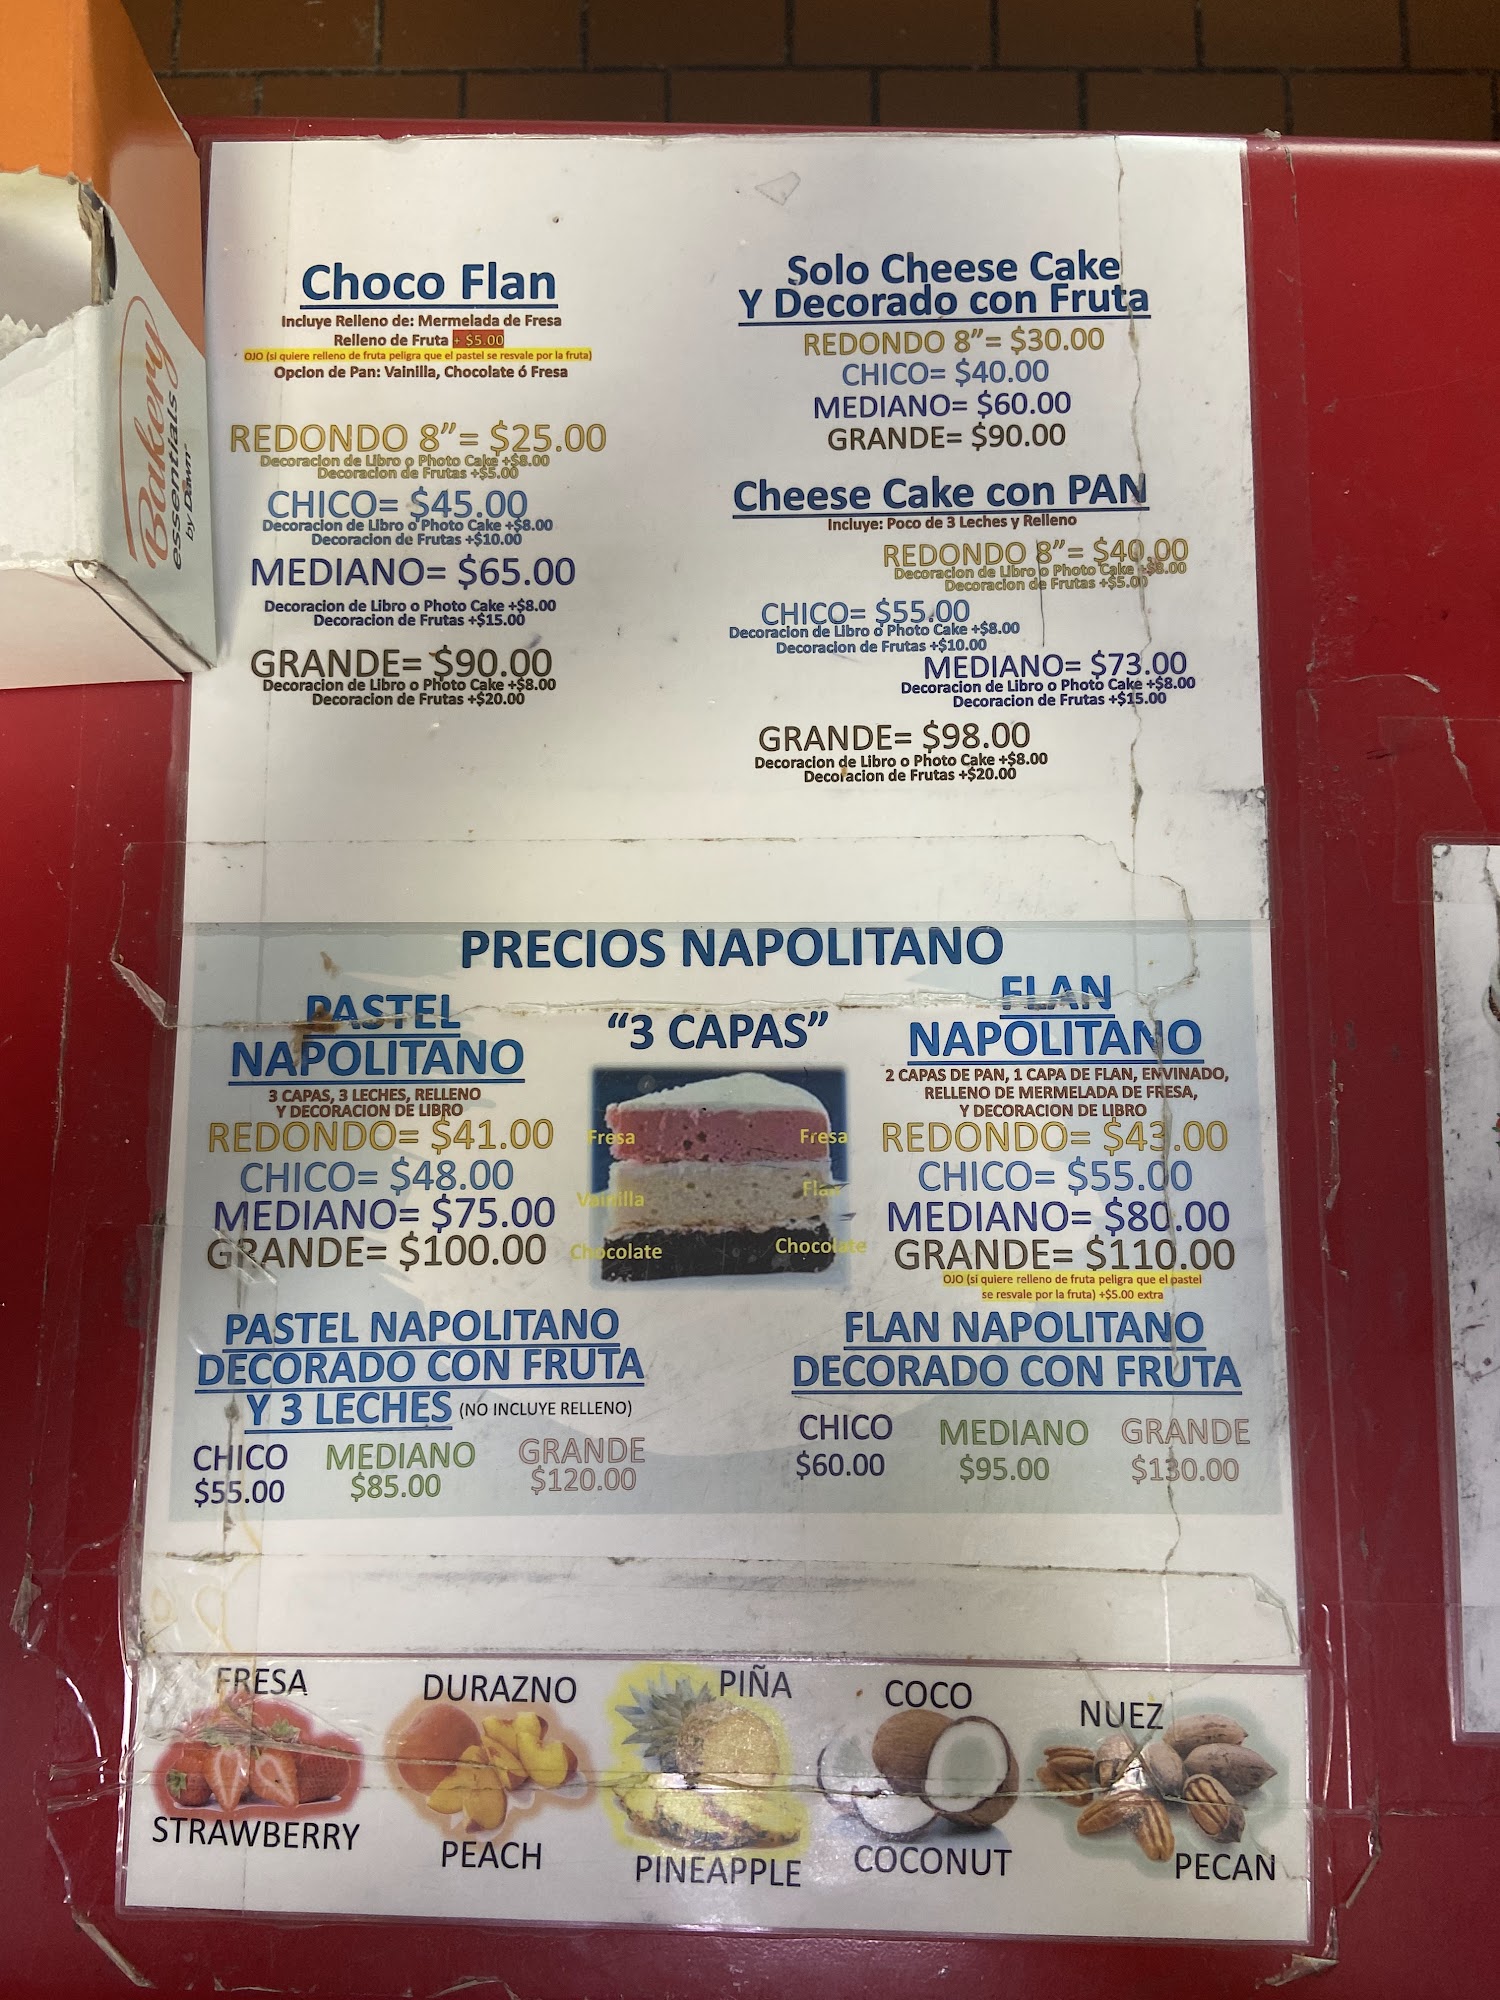 Bakery
essentials
by Dawn
Choco Flan
Incluye Relleno de: Mermelada de Fresa
Relleno de Fruta + $5.00
OJO (si quiere relleno de fruta peligra que el pastel se resvale por la fruta)
Opcion de Pan: Vainilla, Chocolate ó Fresa
REDONDO 8”= $25.00
Decoracion de Libro o Photo Cake +$8.00
Decoracion de Frutas +$5.00
CHICO= $45.00
Decoracion de Libro o Photo Cake +$8.00
Decoracion de Frutas +$10.00
MEDIANO= $65.00
Decoracion de Libro o Photo Cake +$8.00
Decoracion de Frutas +$15.00
GRANDE= $90.00
Decoracion de Libro o Photo Cake +$8.00
Decoracion de Frutas +$20.00
Solo Cheese Cake
Y Decorado con Fruta
REDONDO 8”= $30.00
CHICO= $40.00
MEDIANO= $60.00
GRANDE= $90.00
Cheese Cake con PAN
Incluye: Poco de 3 Leches y Relleno
REDONDO 8”= $40.00
Decoracion de Libro o Photo Cake +$8.00
Decoracion de Frutas +$5.00
CHICO= $55.00
Decoracion de Libro o Photo Cake +$8.00
Decoracion de Frutas +$10.00
MEDIANO= $73.00
Decoracion de Libro o Photo Cake +$8.00
Decoracion de Frutas +$15.00
GRANDE= $98.00
Decoracion de Libro o Photo Cake +$8.00
Decoracion de Frutas +$20.00
PRECIOS NAPOLITANO
“3 CAPAS”
PASTEL
NAPOLITANO
3 CAPAS, 3 LECHES, RELLENO
Y DECORACION DE LIBRO
REDONDO= $41.00
CHICO= $48.00
MEDIANO= $75.00
GRANDE= $100.00
Fresa
Vainilla
Chocolate
Fresa
Flan
Chocolate
FLAN
NAPOLITANO
2 CAPAS DE PAN, 1 CAPA DE FLAN, ENVINADO,
RELLENO DE MERMELADA DE FRESA,
Y DECORACION DE LIBRO
REDONDO= $43.00
CHICO= $55.00
MEDIANO= $80.00
GRANDE= $110.00
OJO (si quiere relleno de fruta peligra que el pastel
se resvale por la fruta) +$5.00 extra
PASTEL NAPOLITANO
DECORADO CON FRUTA
Y 3 LECHES (NO INCLUYE RELLENO)
CHICO MEDIANO GRANDE
$55.00 $85.00 $120.00
FLAN NAPOLITANO
DECORADO CON FRUTA
CHICO MEDIANO GRANDE
$60.00 $95.00 $130.00
FRESA DURAZNO PIÑA COCO NUEZ
STRAWBERRY PEACH PINEAPPLE COCONUT PECAN